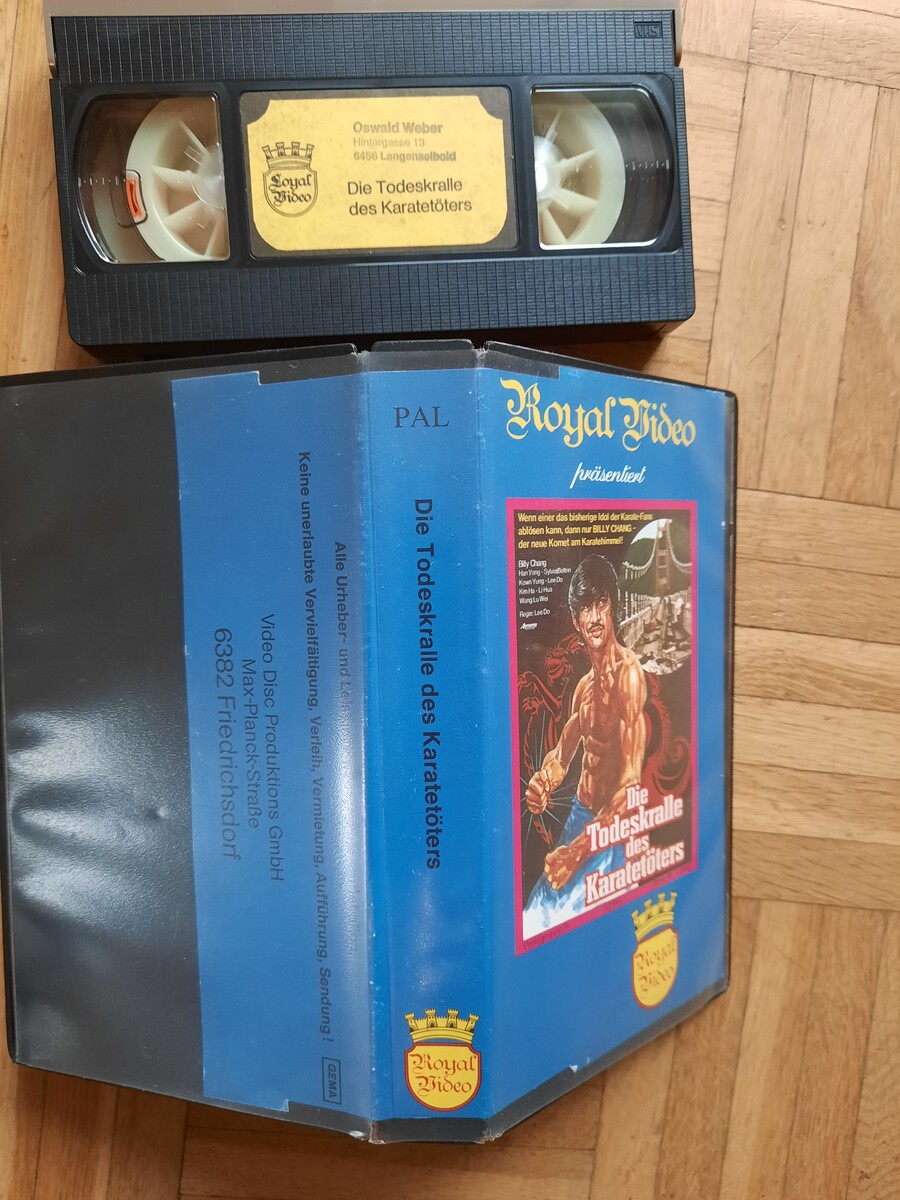 VHS
Oswald Weber
Hintergasse 13
6456 Langenselbold
Royal
Video
Die Todeskralle
des Karatetöters
Royal Video
präsentiert
Wenn einer das bisherige Idol der Karate-Fans
ablösen kann, dann nur BILLY CHANG –
der neue Komet am Karatehimmel!
Billy Chang
Han Yong - Sylvia Belton
Kown Yung - Lee Do
Kim Ha - Li Hua
Wang Lu Wei
Regie: Lee Do
Die
Todeskralle
des
Karatetöters
Royal
Video
PAL
Die Todeskralle des Karatetöters
Royal
Video
Alle Urheber- und
Keine unerlaubte Vervielfältigung, Verleih, Vermietung, Aufführung, Sendung!
GEMA
Video Disc Produktions GmbH
Max-Planck-Straße
6382 Friedrichsdorf